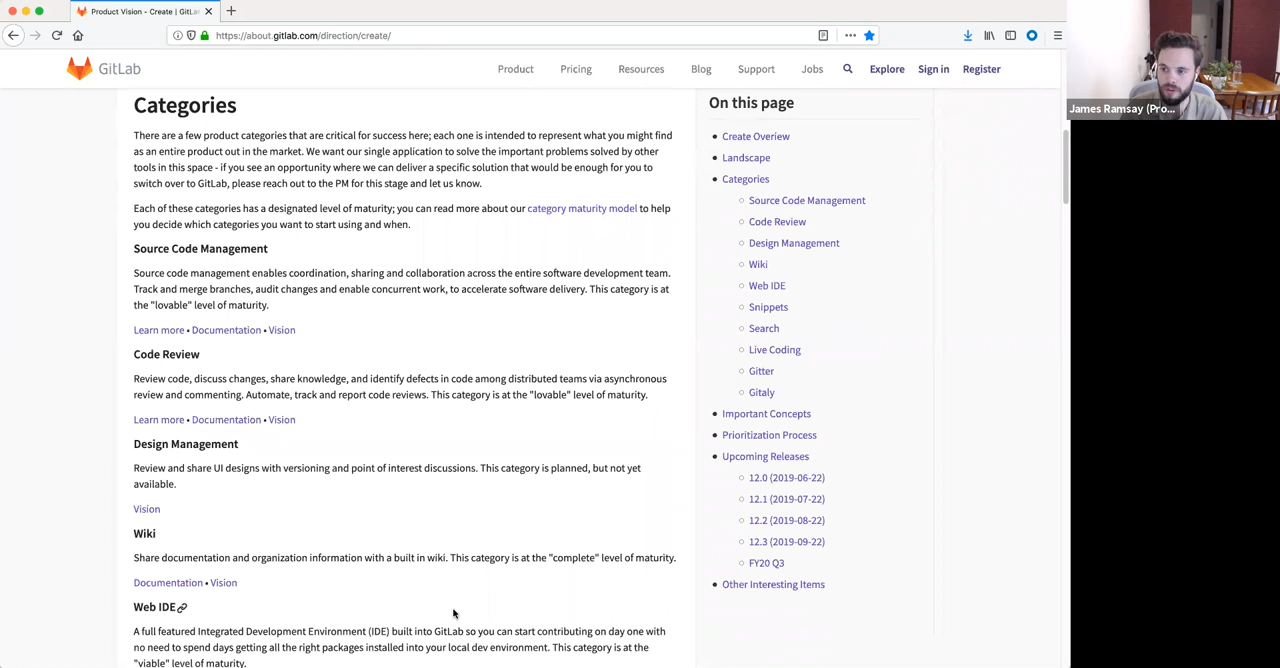 Product Vision - Create | GitLa
https://about.gitlab.com/direction/create/
GitLab
Product
Pricing
Resources
Blog
Support
Jobs
Explore
Sign in
Register
James Ramsay (Pro...
Categories
There are a few product categories that are critical for success here; each one is intended to represent what you might find
as an entire product out in the market. We want our single application to solve the important problems solved by other
tools in this space - if you see an opportunity where we can deliver a specific solution that would be enough for you to
switch over to GitLab, please reach out to the PM for this stage and let us know.
Each of these categories has a designated level of maturity; you can read more about our category maturity model to help
you decide which categories you want to start using and when.
Source Code Management
Source code management enables coordination, sharing and collaboration across the entire software development team.
Track and merge branches, audit changes and enable concurrent work, to accelerate software delivery. This category is at
the "lovable" level of maturity.
Learn more • Documentation • Vision
Code Review
Review code, discuss changes, share knowledge, and identify defects in code among distributed teams via asynchronous
review and commenting. Automate, track and report code reviews. This category is at the "lovable" level of maturity.
Learn more • Documentation • Vision
Design Management
Review and share UI designs with versioning and point of interest discussions. This category is planned, but not yet
available.
Vision
Wiki
Share documentation and organization information with a built in wiki. This category is at the "complete" level of maturity.
Documentation • Vision
Web IDE
A full featured Integrated Development Environment (IDE) built into GitLab so you can start contributing on day one with
no need to spend days getting all the right packages installed into your local dev environment. This category is at the
"viable" level of maturity.
On this page
Create Overiew
Landscape
Categories
Source Code Management
Code Review
Design Management
Wiki
Web IDE
Snippets
Search
Live Coding
Gitter
Gitaly
Important Concepts
Prioritization Process
Upcoming Releases
12.0 (2019-06-22)
12.1 (2019-07-22)
12.2 (2019-08-22)
12.3 (2019-09-22)
FY20 Q3
Other Interesting Items